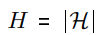 H = |ℋ|